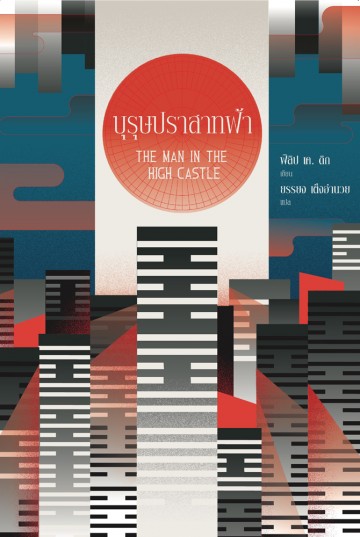 บุรุษปราสาทฟ้า
THE MAN IN THE
HIGH CASTLE
ฟิลิป เค. ดิก
เขียน
บรรยง เต็งอำนวย
แปล